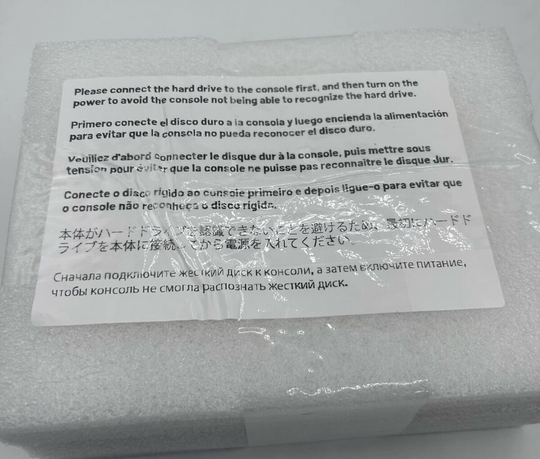 Please connect the hard drive to the console first, and then turn on the
power to avoid the console not being able to recognize the hard drive.
Primero conecte el disco duro a la consola y luego encienda la alimentación
para evitar que la consola no pueda reconocer el disco duro.
Veuillez d'abord connecter le disque dur à la console, puis mettre sous
tension pour éviter que la console ne puisse pas reconnaître le disque Jur.
Conecte o disco rígido ao console primeiro e depois ligue-o para evitar que
o console não reconheça o disco rígido.
本体がハードドライブを認識できないことを避けるため、最初にハードド
ライブを本体に接続してから電源を入れてください
Сначала подключите жесткий диск к консоли, а затем включите питание,
чтобы консоль не смогла распознать жесткий диск.